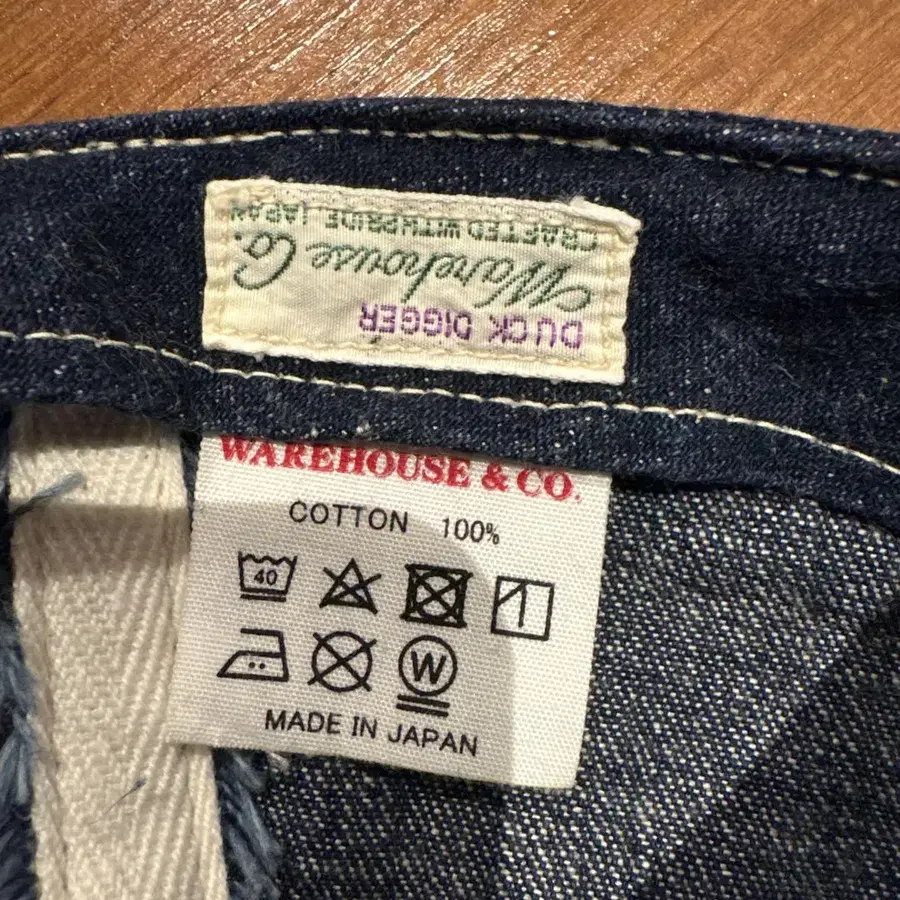 DUCK DIGGER
Warehouse Co.
CRAFTED WITH PRIDE JAPAN
WAREHOUSE & CO.
COTTON 100%
40
W
MADE IN JAPAN